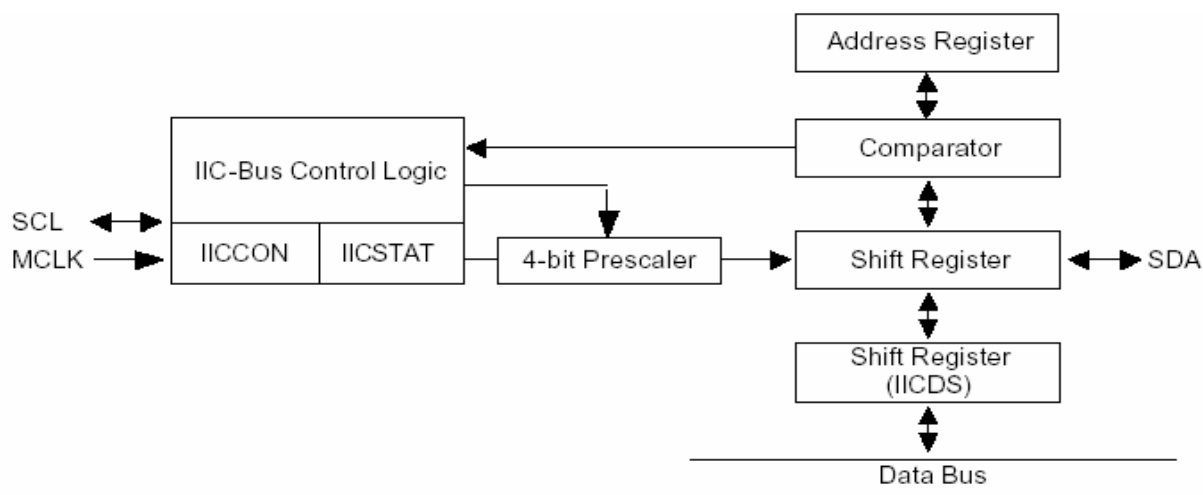 Address Register
Comparator
IIC-Bus Control Logic
SCL
MCLK
IICCON
IICSTAT
4-bit Prescaler
Shift Register
SDA
Shift Register
(IICDS)
Data Bus